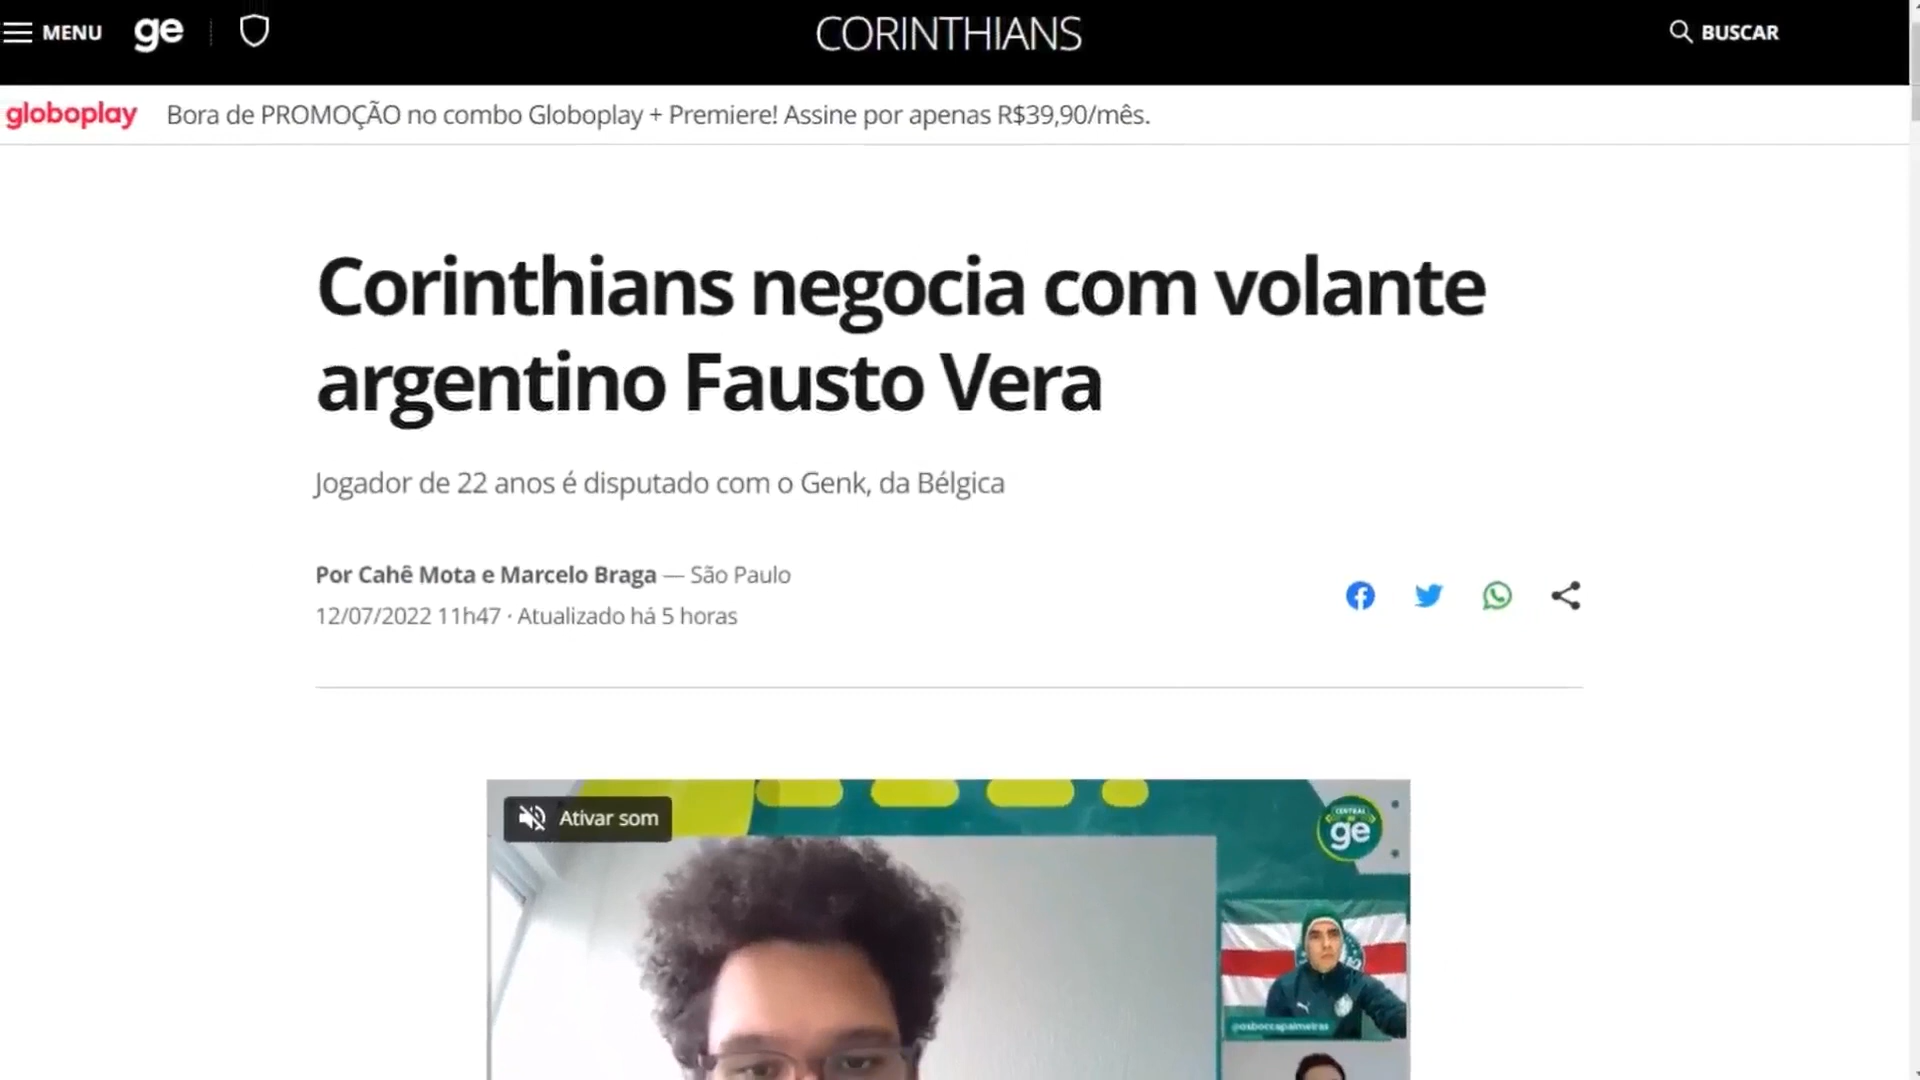 MENU
ge
CORINTHIANS
BUSCAR
globoplay
Bora de PROMOÇÃO no combo Globoplay + Premiere! Assine por apenas R$39,90/mês.
Corinthians negocia com volante
argentino Fausto Vera
Jogador de 22 anos é disputado com o Genk, da Bélgica
Por Cahê Mota e Marcelo Braga — São Paulo
12/07/2022 11h47 · Atualizado há 5 horas
Ativar som
CENTRAL
ge